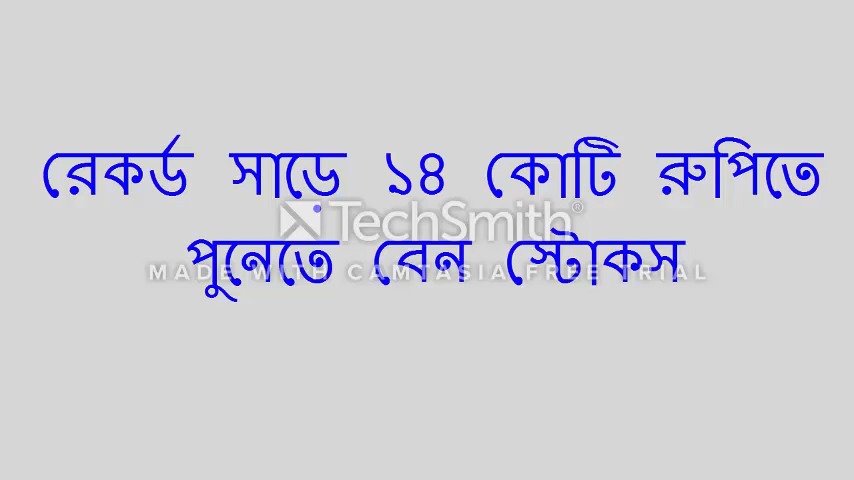 রেকর্ড সাড়ে ১৪ কোটি রুপিতে
TechSmith®
পুনেতে বেন স্টোকস
MADE WITH CAMTASIA FREE TRIAL